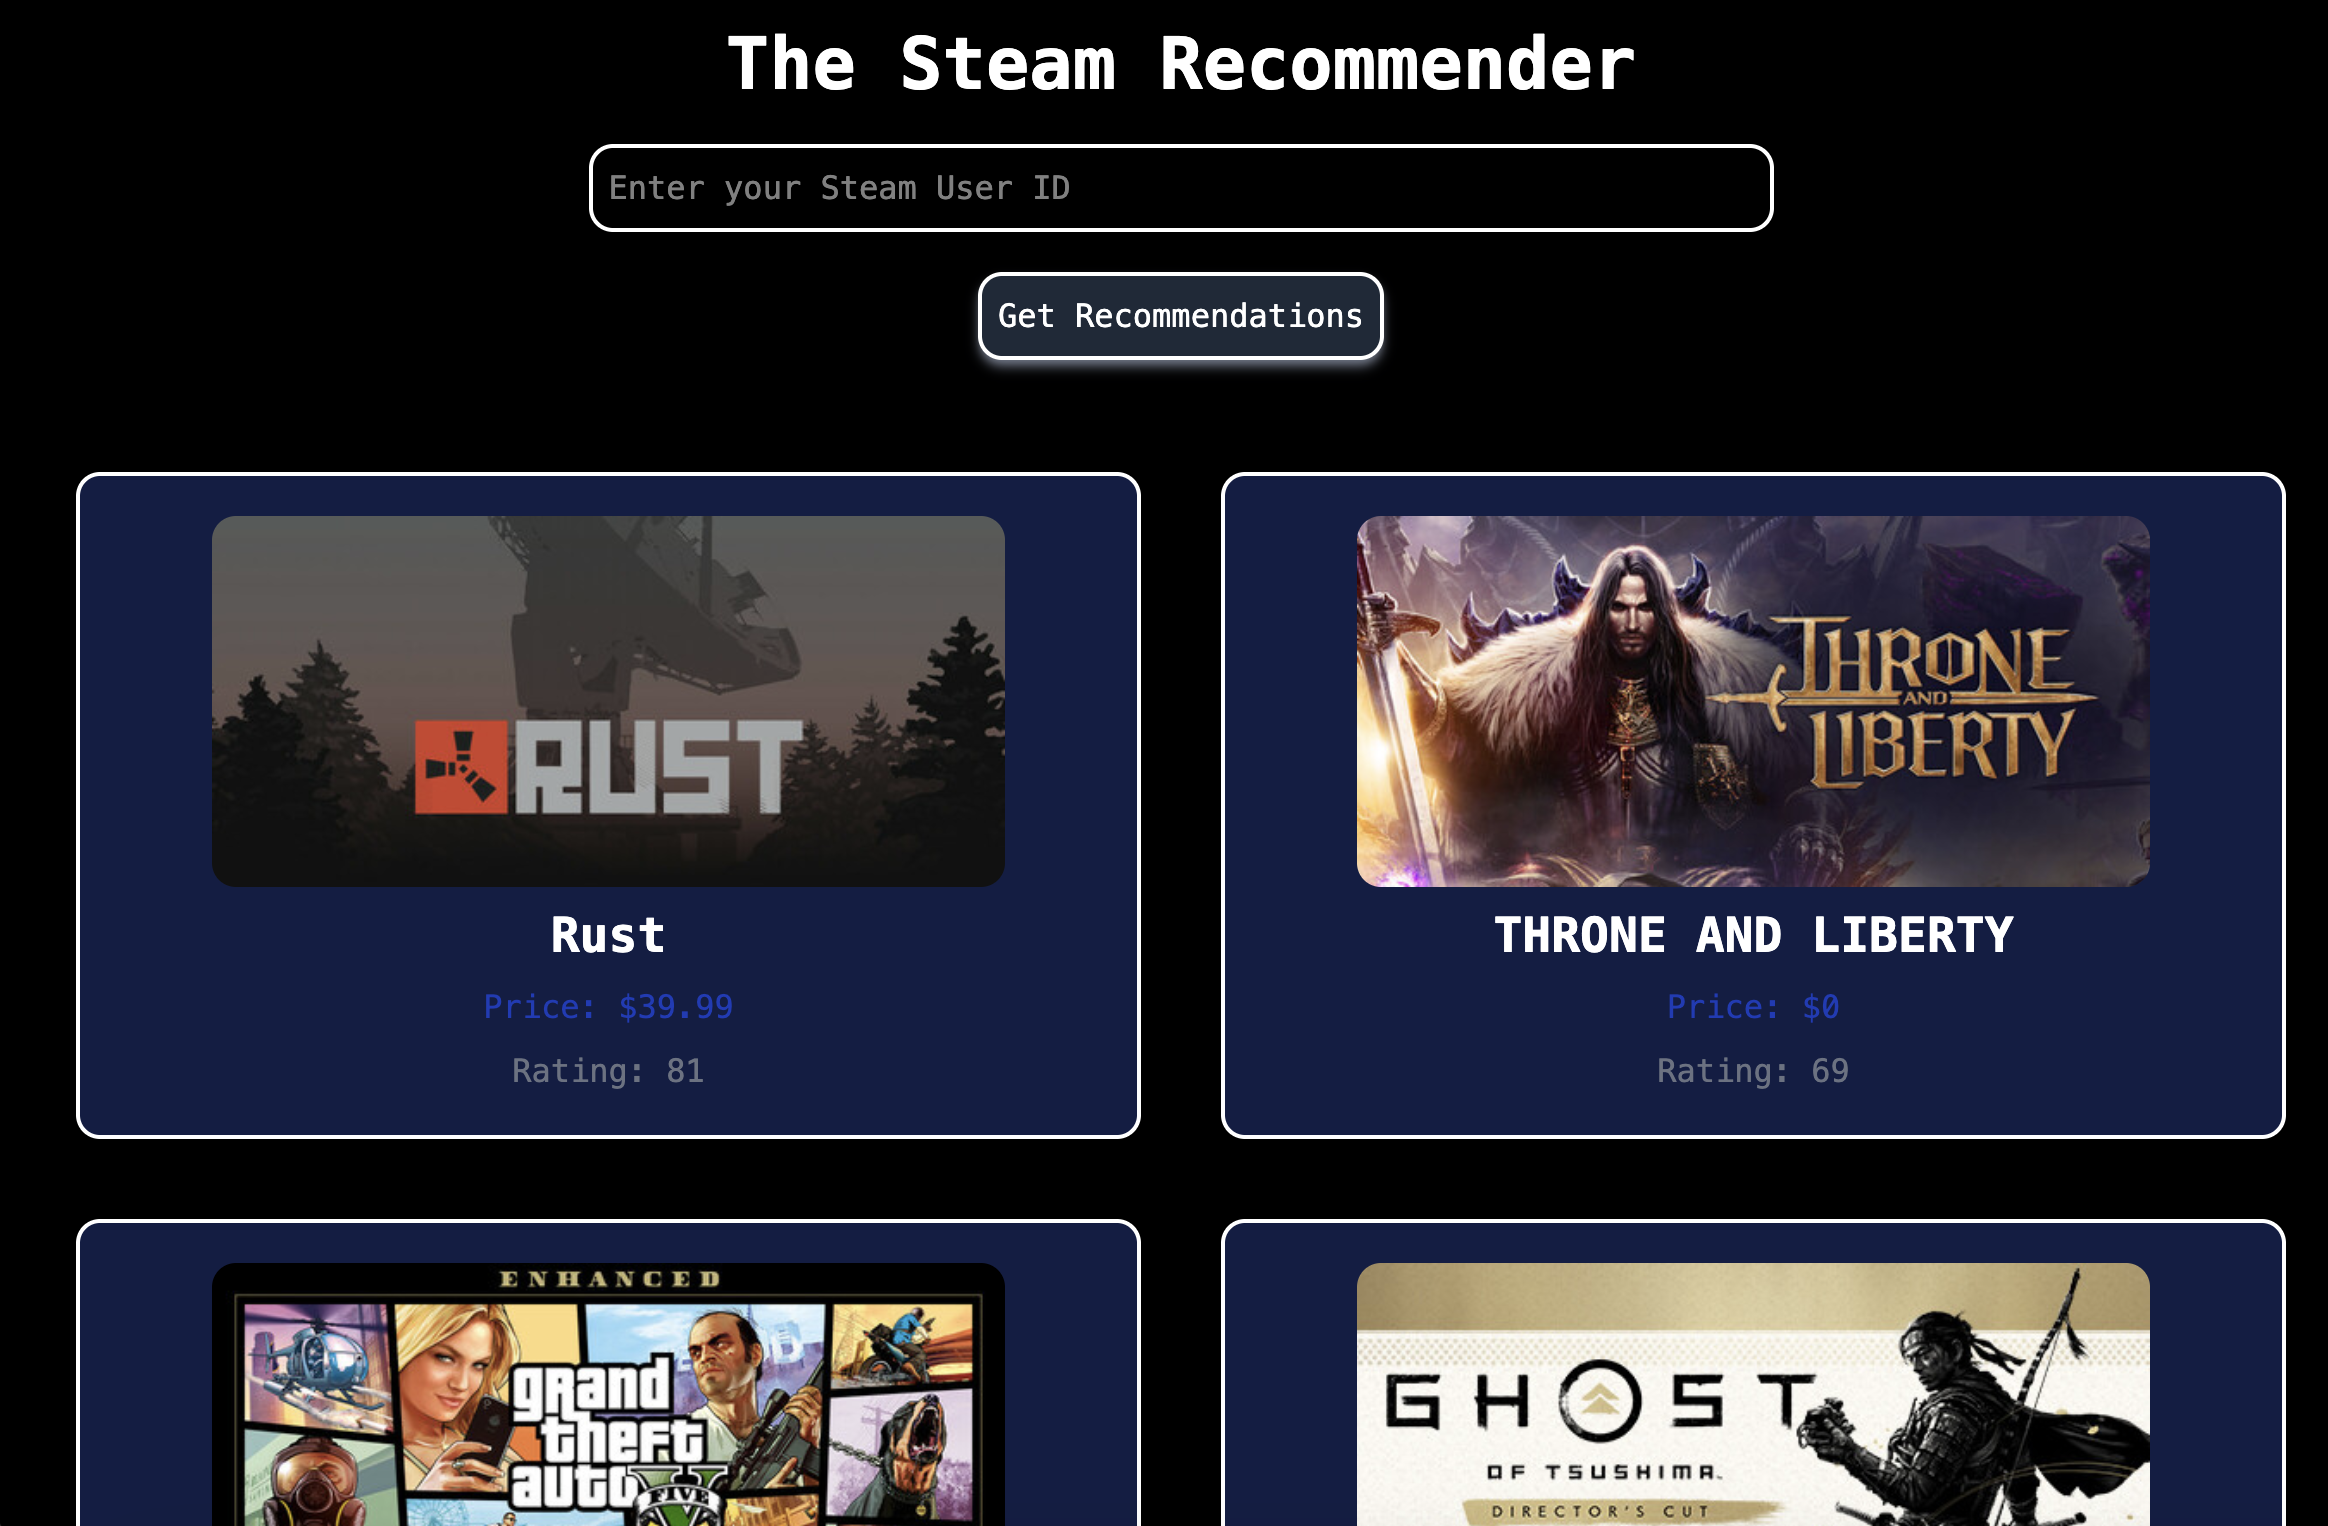 The Steam Recommender
Enter your Steam User ID
Get Recommendations
RUST
THRONE
AND
LIBERTY
Rust
THRONE AND LIBERTY
Price: $39.99
Price: $0
Rating: 81
Rating: 69
ENHANCED
grand
theft
auto
V
FIVE
GHOST
OF TSUSHIMA
DIRECTOR'S CUT